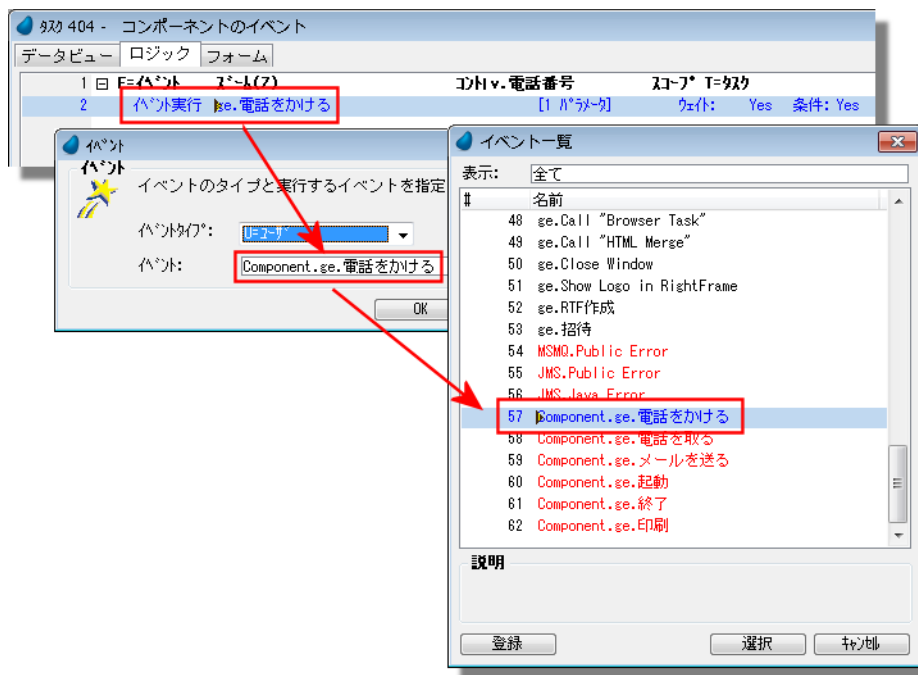 ﾀｽｸ 404 - コンポーネントのイベント
データビュー ロジック フォーム
1 E=ｲﾍﾞﾝﾄ ｽﾞｰﾑ(Z) ｺﾝﾄﾛ v.電話番号 ｽｺｰﾌﾟ T=ﾀｽｸ
2 ｲﾍﾞﾝﾄ実行 ge.電話をかける [1 ﾊﾟﾗﾒｰﾀ] ｳｪｲﾄ: Yes 条件: Yes
ｲﾍﾞﾝﾄ
ｲﾍﾞﾝﾄ
イベントのタイプと実行するイベントを指定
ｲﾍﾞﾝﾄﾀｲﾌﾟ: U=ﾕｰｻﾞ
ｲﾍﾞﾝﾄ: Component.ge.電話をかける
OK
イベント一覧
表示: 全て
# 名前
48 ge.Call "Browser Task"
49 ge.Call "HTML Merge"
50 ge.Close Window
51 ge.Show Logo in RightFrame
52 ge.RTF作成
53 ge.招待
54 MSMQ.Public Error
55 JMS.Public Error
56 JMS.Java Error
57 Component.ge.電話をかける
58 Component.ge.電話を取る
59 Component.ge.メールを送る
60 Component.ge.起動
61 Component.ge.終了
62 Component.ge.印刷
説明
登録 選択 ｷｬﾝｾﾙ